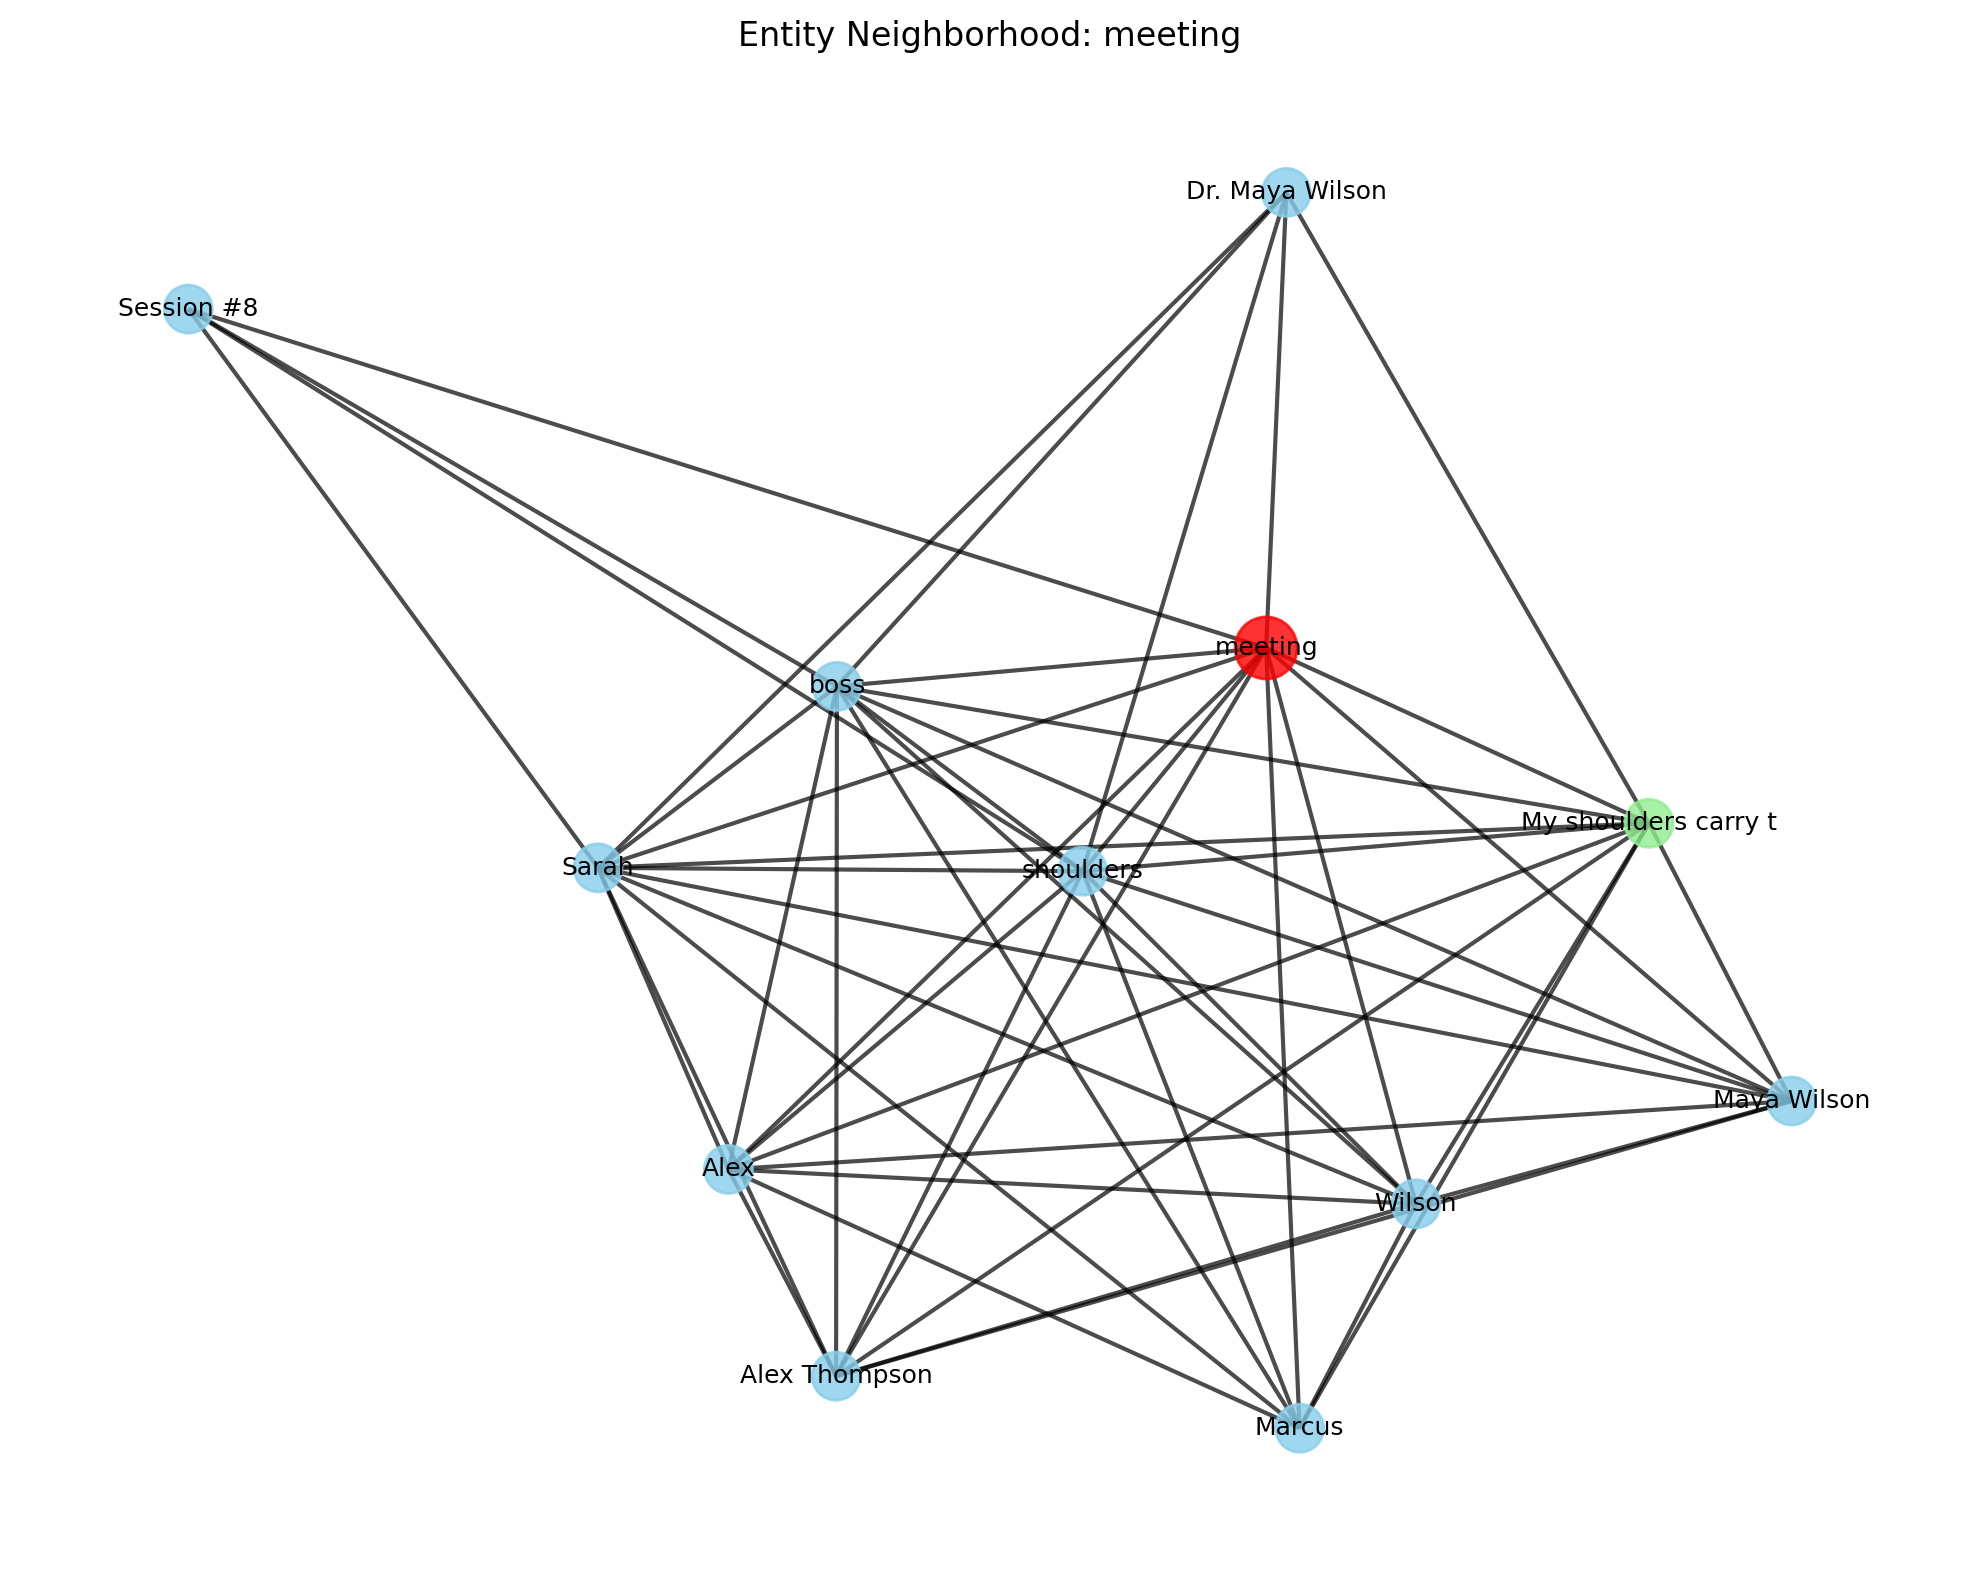 Entity Neighborhood: meeting
Dr. Maya Wilson
Session #8
meeting
boss
My shoulders carry t
Sarah
shoulders
Maya Wilson
Alex
Wilson
Alex Thompson
Marcus